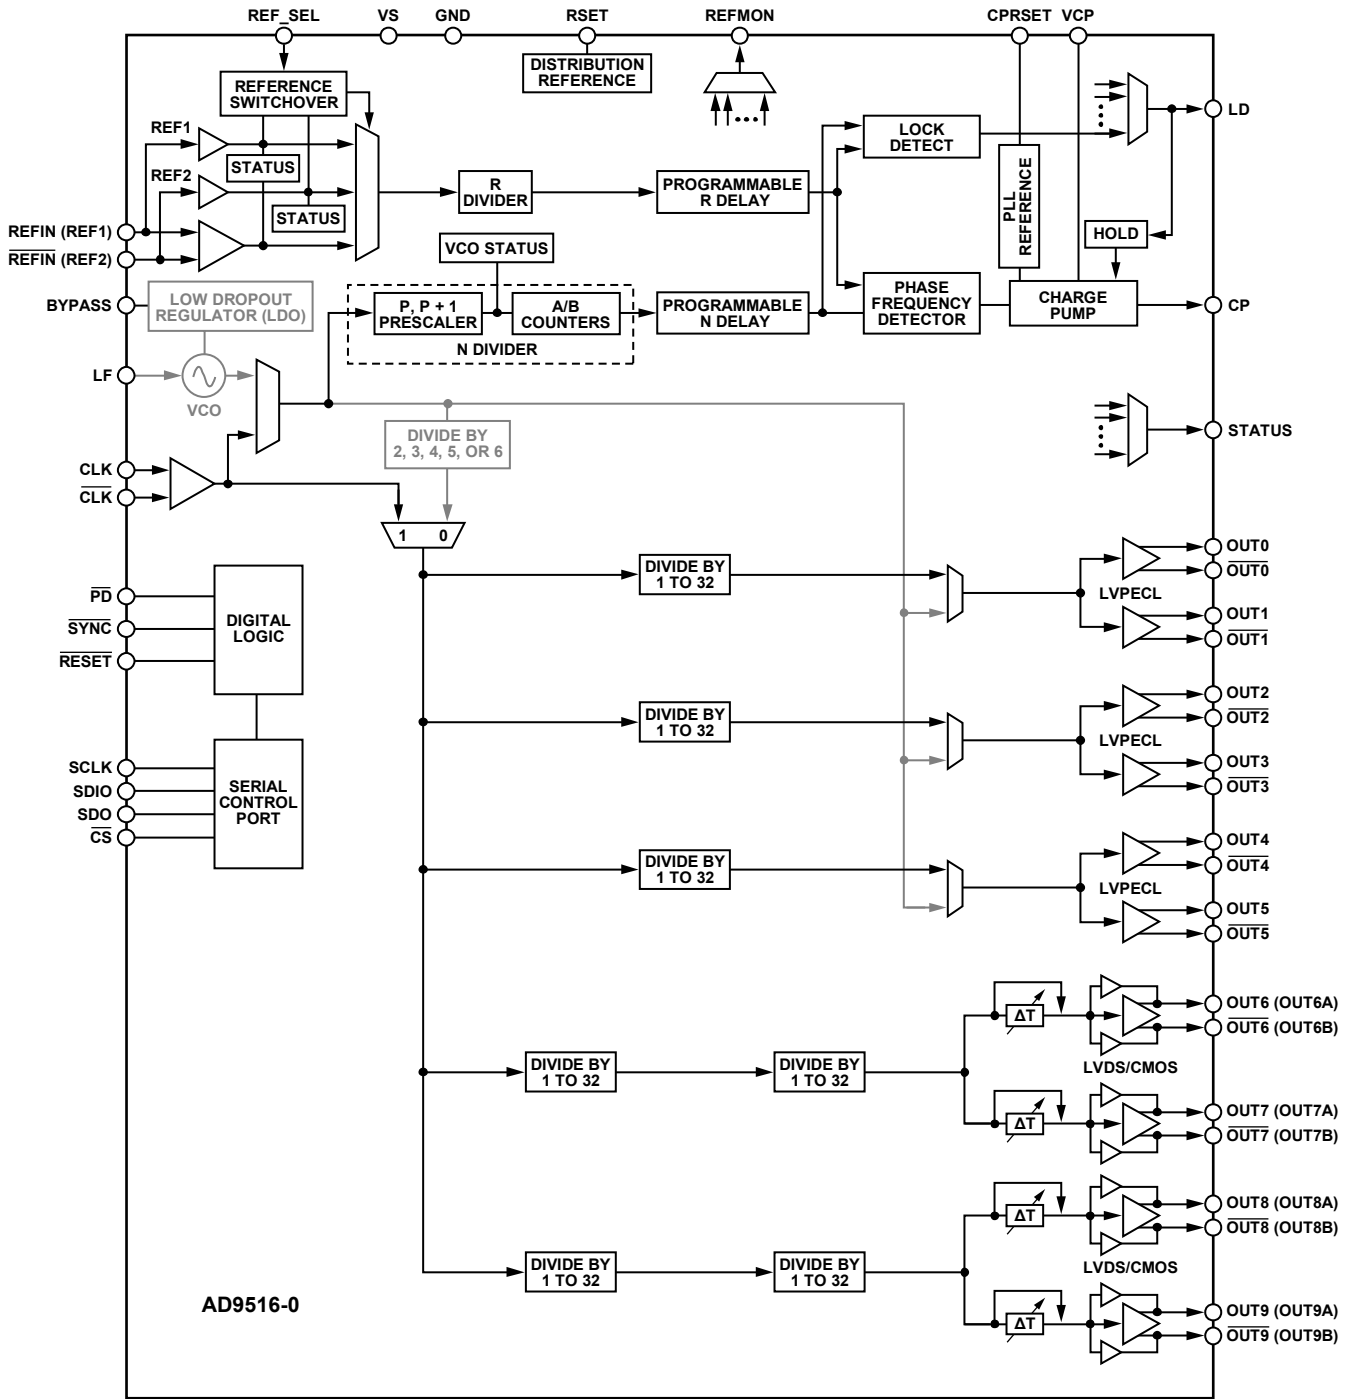 REF_SEL VS GND RSET REFMON CPRSET VCP
DISTRIBUTION
REFERENCE
REFERENCE
SWITCHOVER
REF1
STATUS
REF2
STATUS
REFIN (REF1)
REFIN (REF2)
R
DIVIDER
PROGRAMMABLE
R DELAY
LOCK
DETECT
PLL
REFERENCE
LD
HOLD
BYPASS
LOW DROPOUT
REGULATOR (LDO)
VCO STATUS
P, P + 1
PRESCALER
A/B
COUNTERS
N DIVIDER
PROGRAMMABLE
N DELAY
PHASE
FREQUENCY
DETECTOR
CHARGE
PUMP
CP
LF
VCO
STATUS
DIVIDE BY
2, 3, 4, 5, OR 6
CLK
CLK
1 0
PD
SYNC
RESET
DIGITAL
LOGIC
DIVIDE BY
1 TO 32
LVPECL
OUT0
OUT0
OUT1
OUT1
SCLK
SDIO
SDO
CS
SERIAL
CONTROL
PORT
DIVIDE BY
1 TO 32
LVPECL
OUT2
OUT2
OUT3
OUT3
DIVIDE BY
1 TO 32
LVPECL
OUT4
OUT4
OUT5
OUT5
DIVIDE BY
1 TO 32
DIVIDE BY
1 TO 32
ΔT
OUT6 (OUT6A)
OUT6 (OUT6B)
LVDS/CMOS
ΔT
OUT7 (OUT7A)
OUT7 (OUT7B)
DIVIDE BY
1 TO 32
DIVIDE BY
1 TO 32
ΔT
OUT8 (OUT8A)
OUT8 (OUT8B)
LVDS/CMOS
ΔT
OUT9 (OUT9A)
OUT9 (OUT9B)
AD9516-0